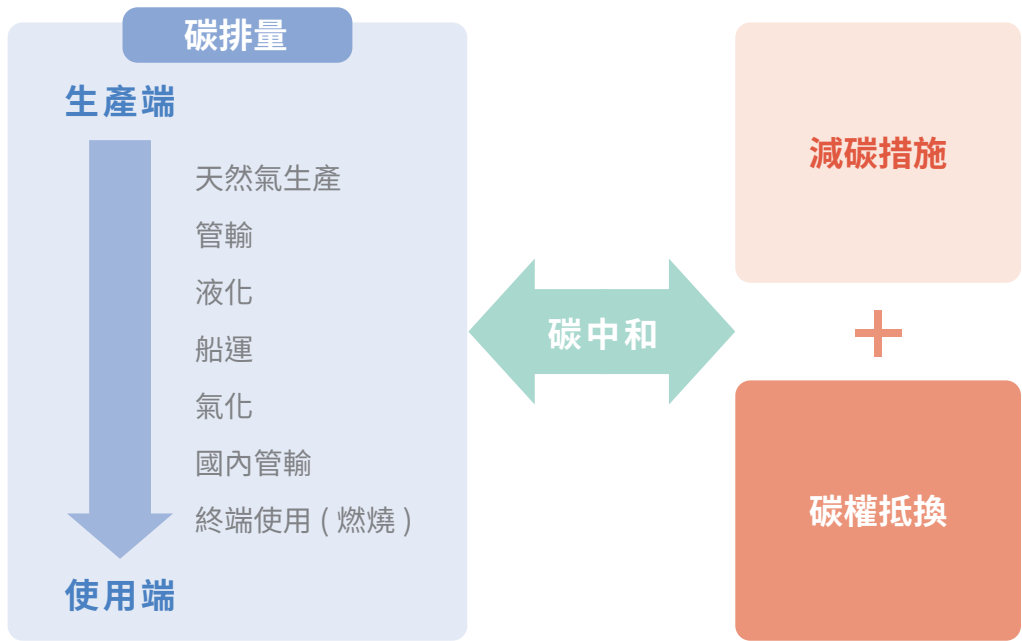 碳排量
生產端
天然氣生產
管輸
液化
船運
氣化
國內管輸
終端使用 ( 燃燒 )
使用端
碳中和
減碳措施
+
碳權抵換